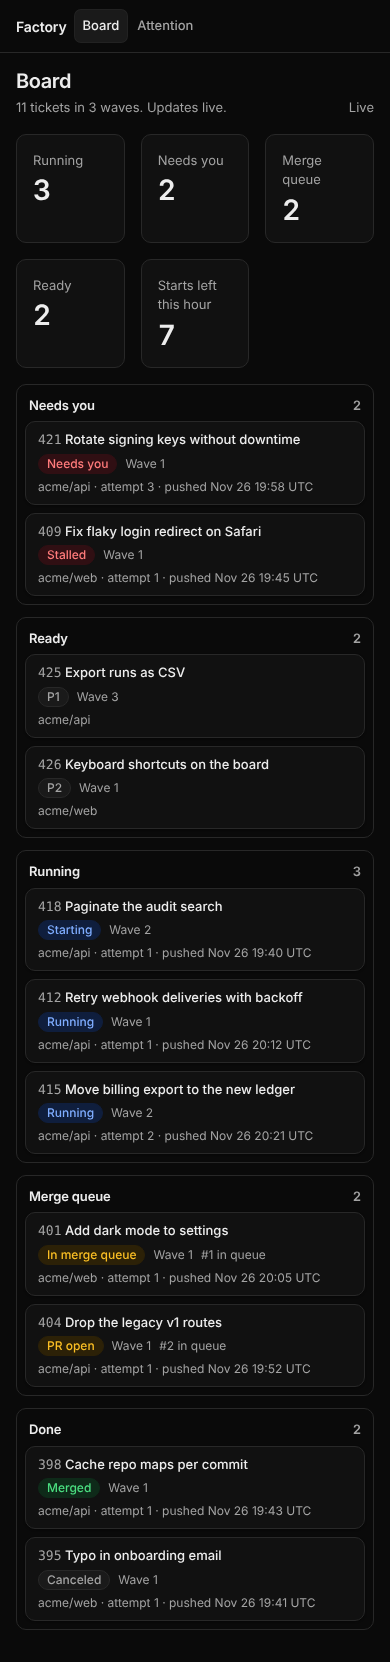 Factory Board Attention
Board
11 tickets in 3 waves. Updates live. Live
Running
3
Needs you
2
Merge
queue
2
Ready
2
Starts left
this hour
7
Needs you 2
421 Rotate signing keys without downtime
Needs you Wave 1
acme/api · attempt 3 · pushed Nov 26 19:58 UTC
409 Fix flaky login redirect on Safari
Stalled Wave 1
acme/web · attempt 1 · pushed Nov 26 19:45 UTC
Ready 2
425 Export runs as CSV
P1 Wave 3
acme/api
426 Keyboard shortcuts on the board
P2 Wave 1
acme/web
Running 3
418 Paginate the audit search
Starting Wave 2
acme/api · attempt 1 · pushed Nov 26 19:40 UTC
412 Retry webhook deliveries with backoff
Running Wave 1
acme/api · attempt 1 · pushed Nov 26 20:12 UTC
415 Move billing export to the new ledger
Running Wave 2
acme/api · attempt 2 · pushed Nov 26 20:21 UTC
Merge queue 2
401 Add dark mode to settings
In merge queue Wave 1 #1 in queue
acme/web · attempt 1 · pushed Nov 26 20:05 UTC
404 Drop the legacy v1 routes
PR open Wave 1 #2 in queue
acme/api · attempt 1 · pushed Nov 26 19:52 UTC
Done 2
398 Cache repo maps per commit
Merged Wave 1
acme/api · attempt 1 · pushed Nov 26 19:43 UTC
395 Typo in onboarding email
Canceled Wave 1
acme/web · attempt 1 · pushed Nov 26 19:41 UTC